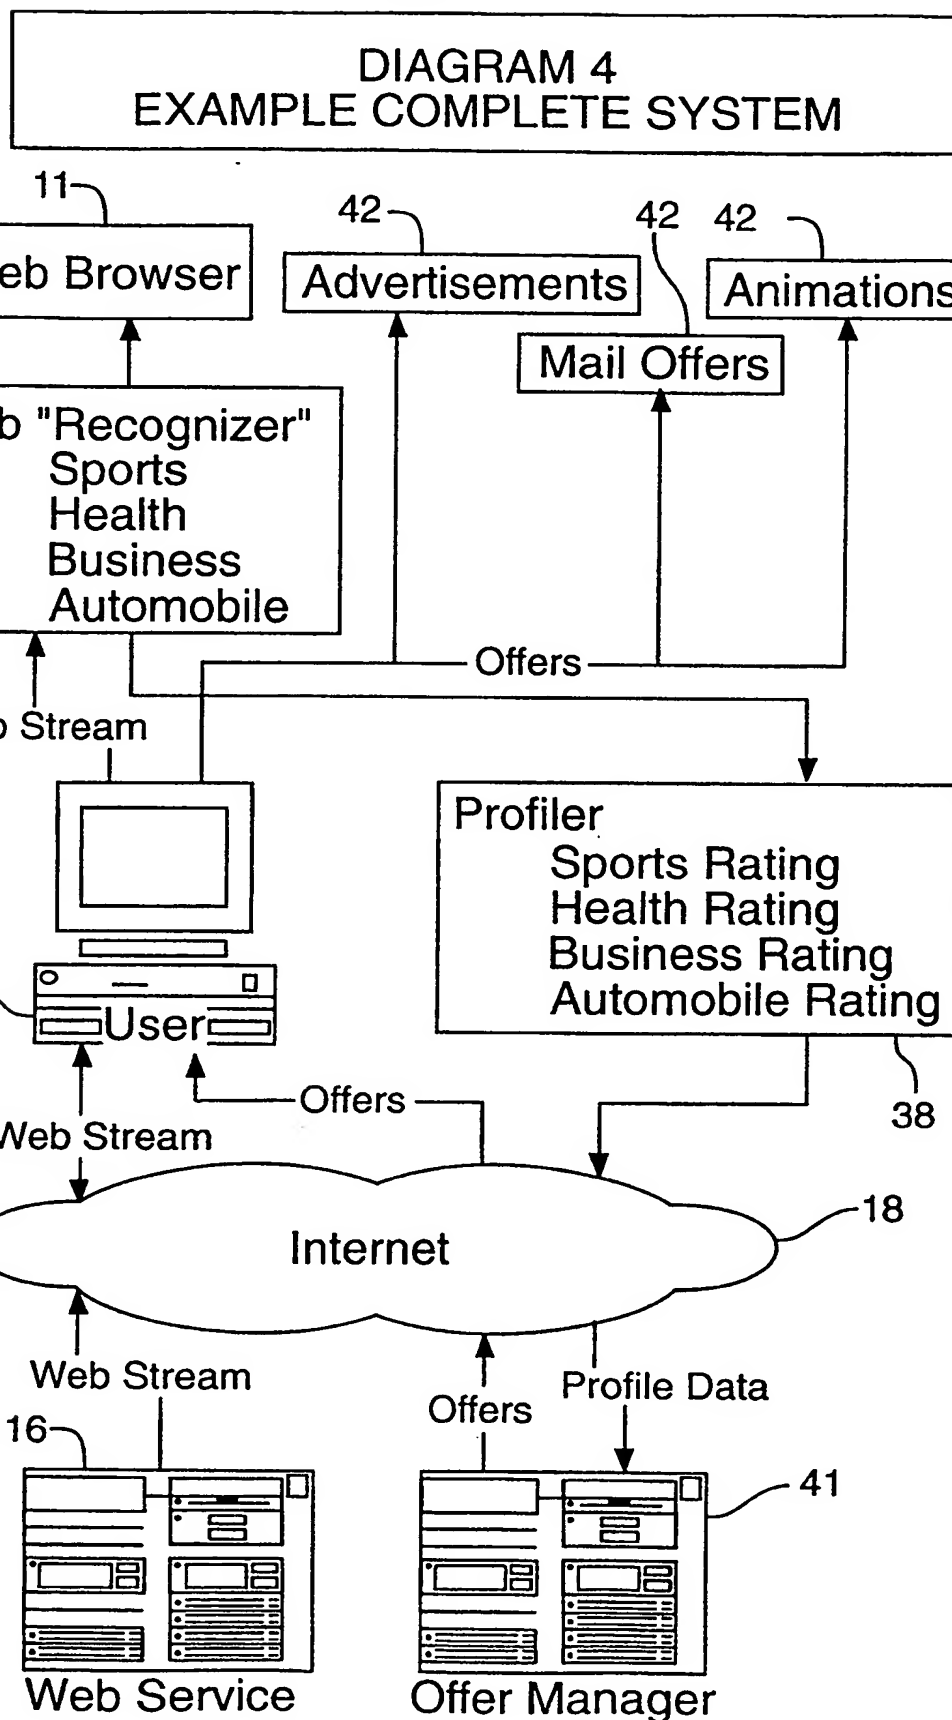 DIAGRAM 4
EXAMPLE COMPLETE SYSTEM
11
42
42
42
eb Browser
Advertisements
Animations
Mail Offers
b "Recognizer"
Sports
Health
Business
Automobile
Offers
Stream
Profiler
Sports Rating
Health Rating
Business Rating
Automobile Rating
User
Offers
38
Web Stream
18
Internet
Web Stream
Profile Data
Offers
16
41
Web Service
Offer Manager